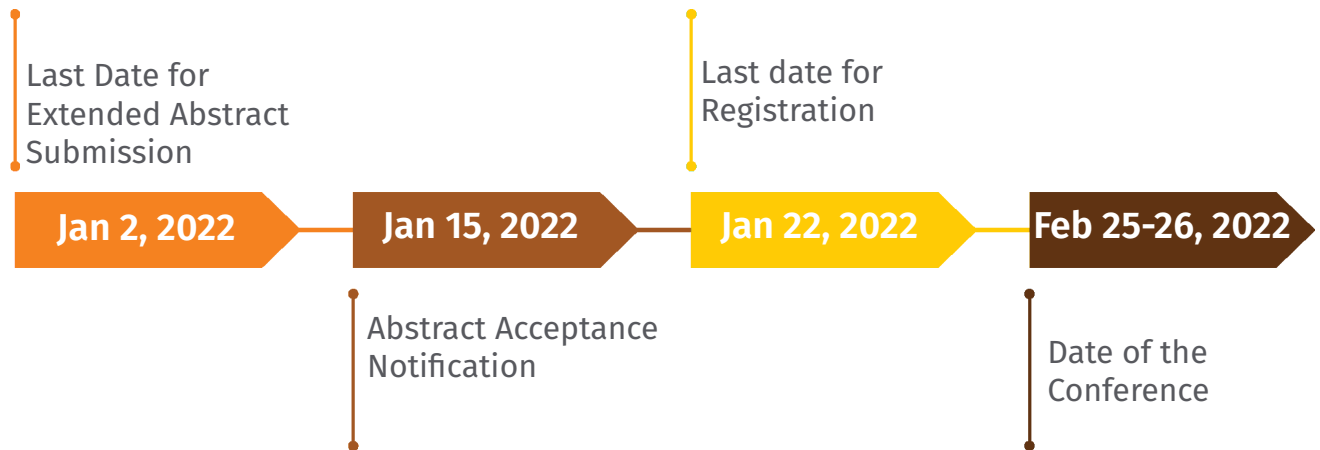 Last Date for
Extended Abstract
Submission
Last date for
Registration
Jan 2, 2022
Jan 15, 2022
Jan 22, 2022
Feb 25-26, 2022
Abstract Acceptance
Notification
Date of the
Conference